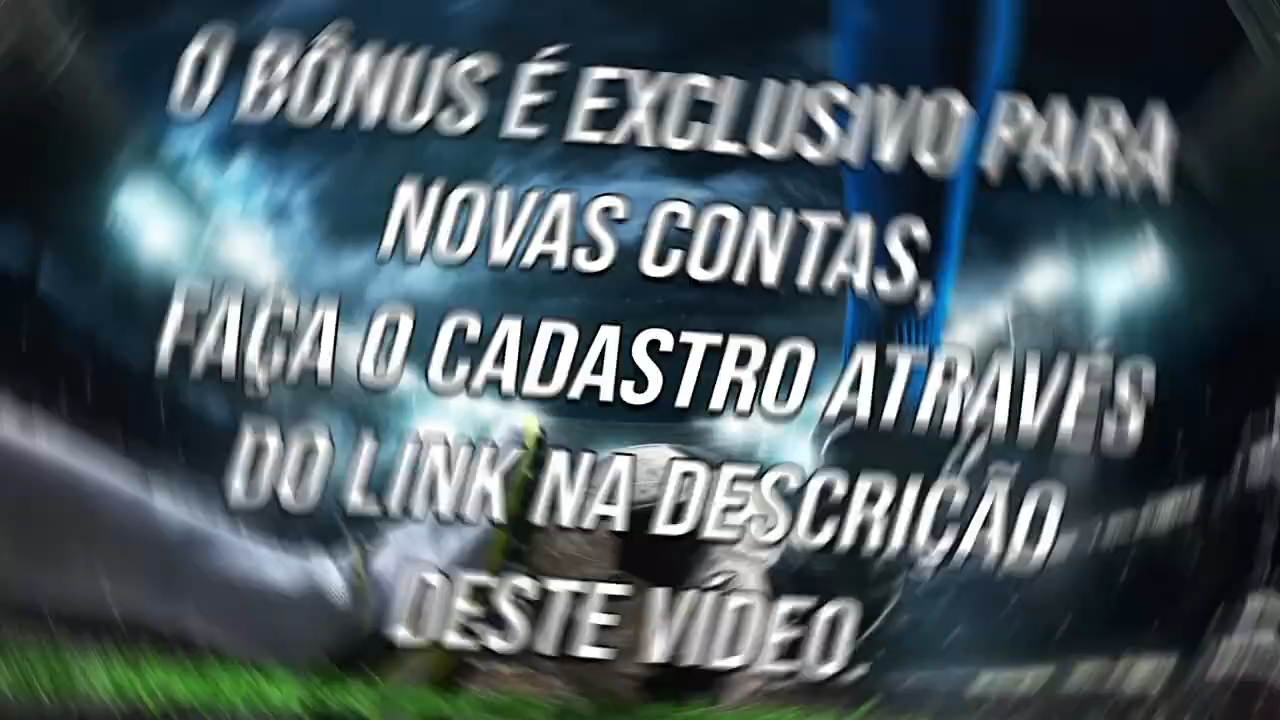 O BÔNUS É EXCLUSIVO PARA
NOVAS CONTAS,
FAÇA O CADASTRO ATRAVÉS
DO LINK NA DESCRIÇÃO
DESTE VÍDEO.